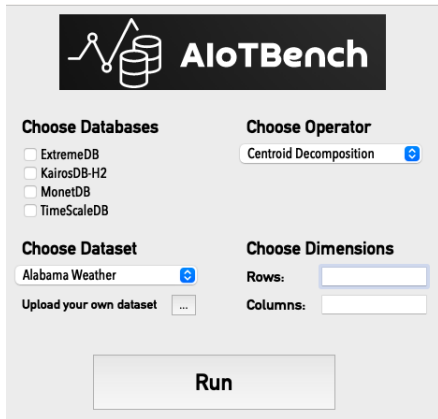 AIoTBench
Choose Databases
ExtremeDB
KairosDB-H2
MonetDB
TimeScaleDB
Choose Operator
Centroid Decomposition
Choose Dataset
Alabama Weather
Upload your own dataset ...
Choose Dimensions
Rows:
Columns:
Run